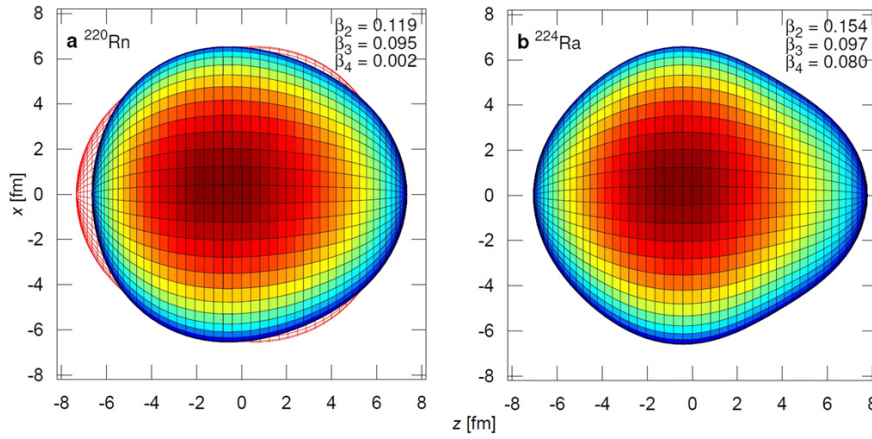 a ²²⁰Rn
β₂ = 0.119
β₃ = 0.095
β₄ = 0.002
b ²²⁴Ra
β₂ = 0.154
β₃ = 0.097
β₄ = 0.080
8
6
4
2
0
-2
-4
-6
-8
x [fm]
8
6
4
2
0
-2
-4
-6
-8
-8 -6 -4 -2 0 2 4 6 8
-8 -6 -4 -2 0 2 4 6 8
z [fm]